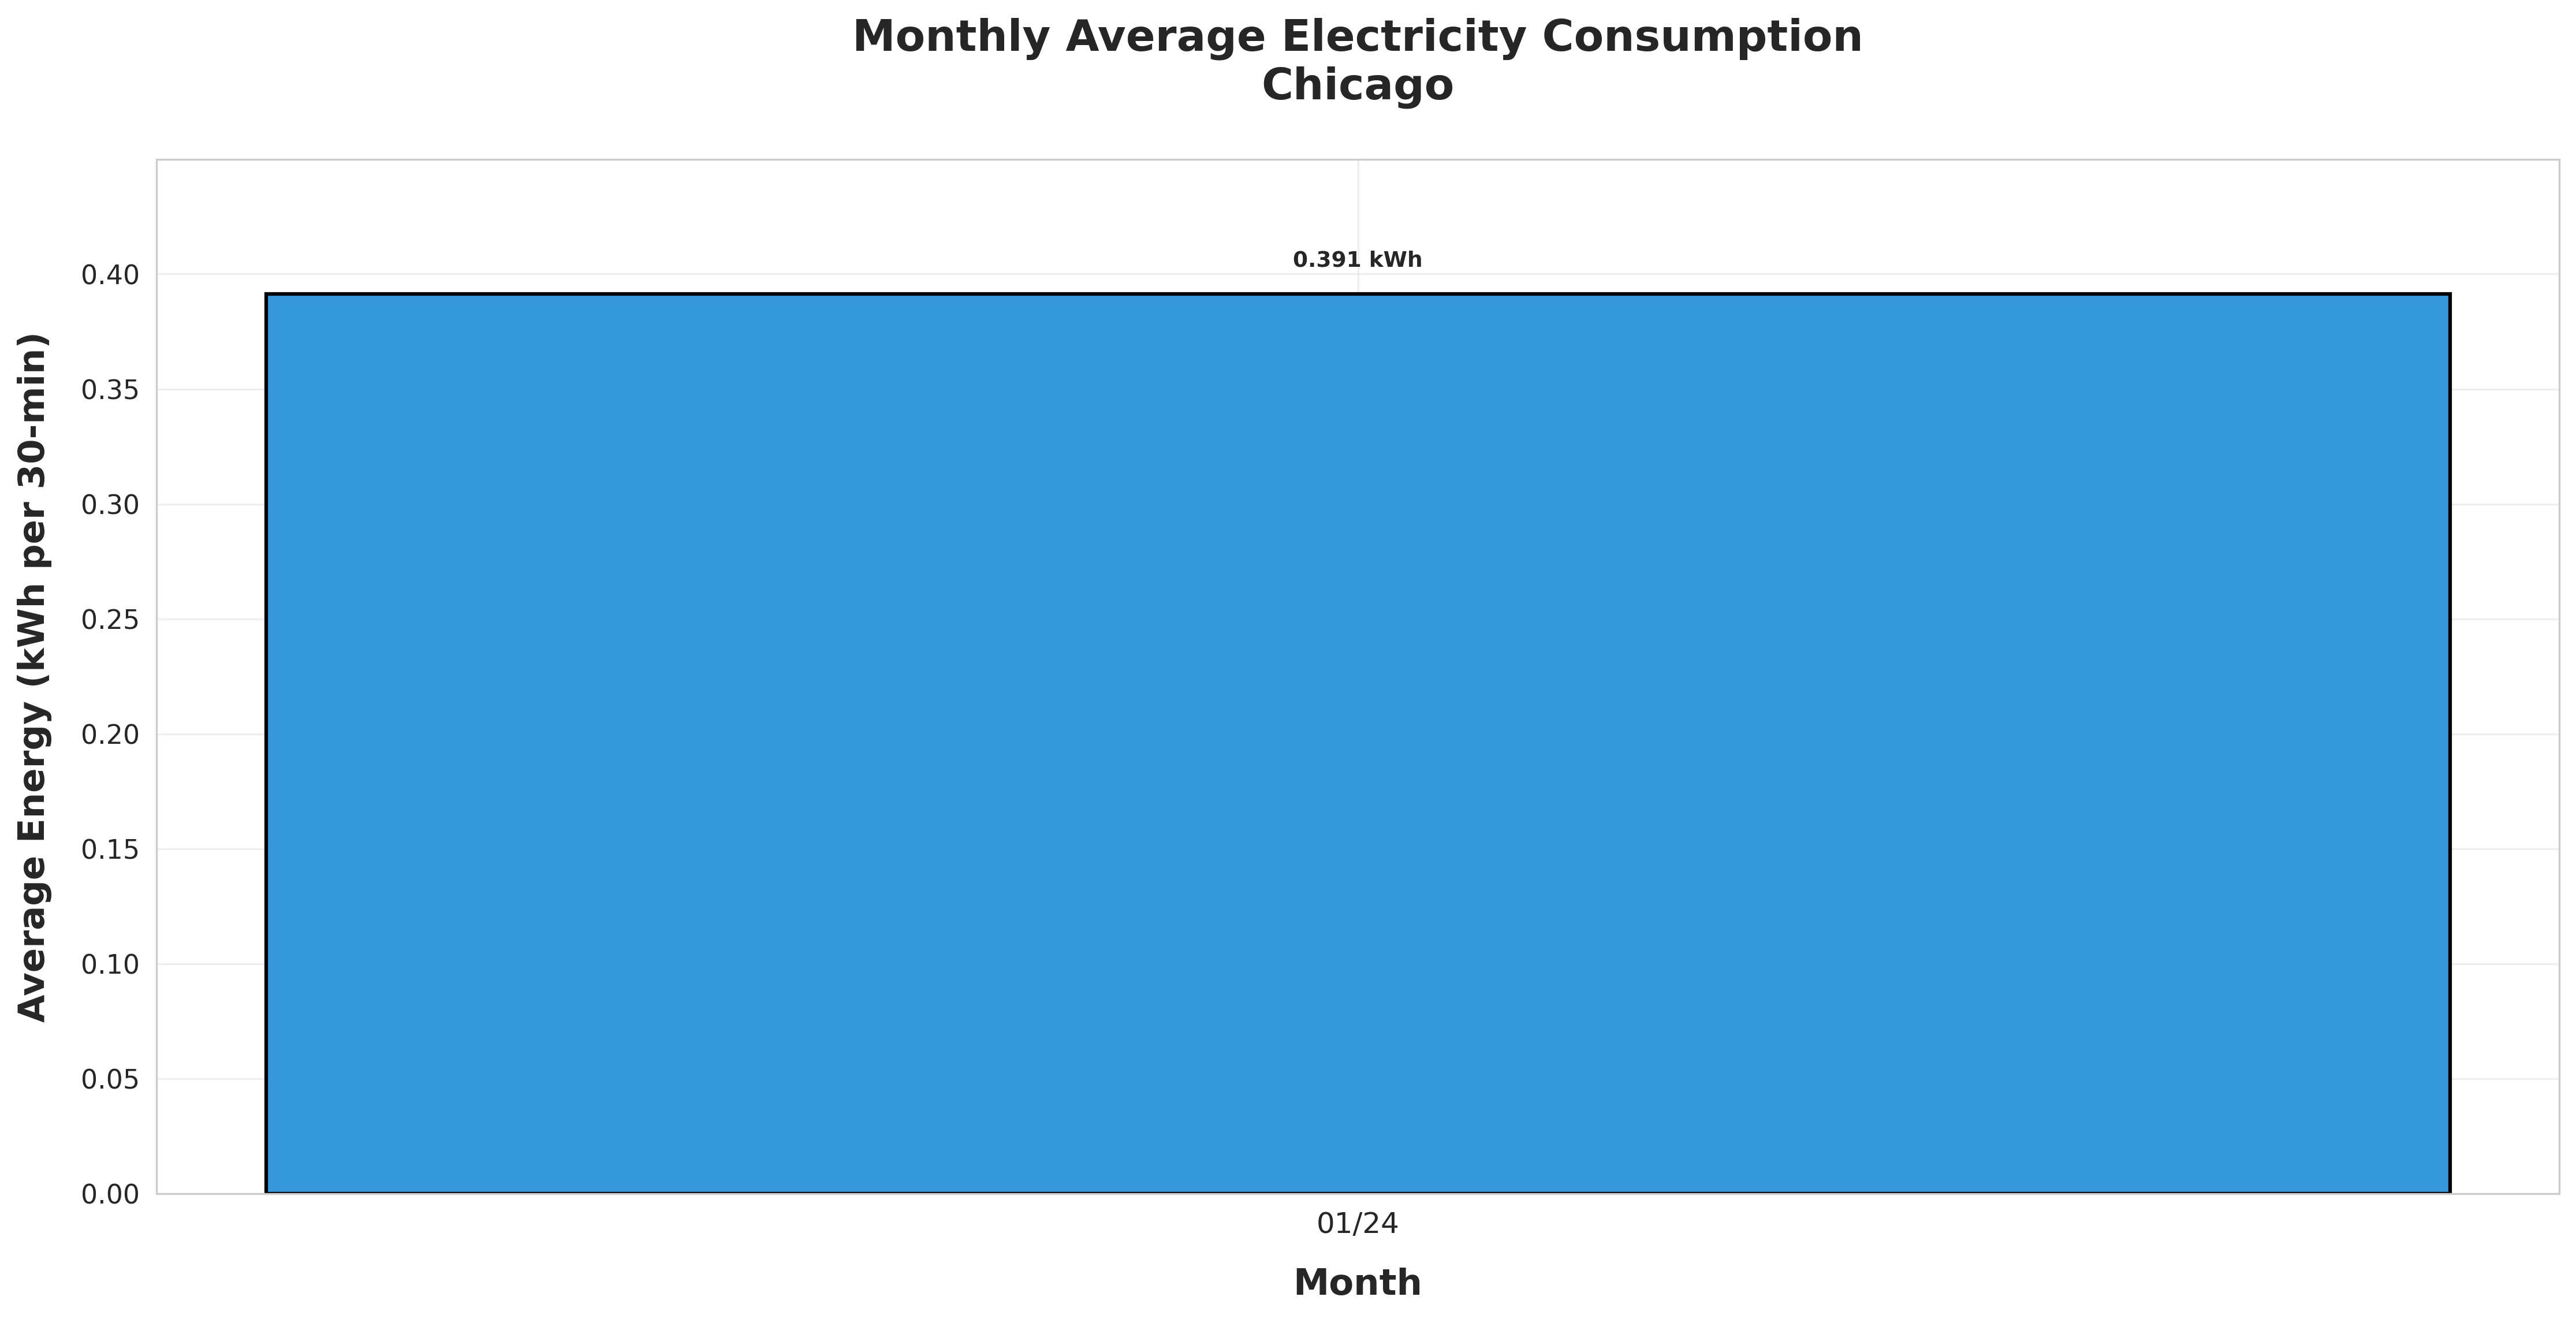 Monthly Average Electricity Consumption
Chicago
Average Energy (kWh per 30-min)
0.40
0.35
0.30
0.25
0.20
0.15
0.10
0.05
0.00
0.391 kWh
01/24
Month